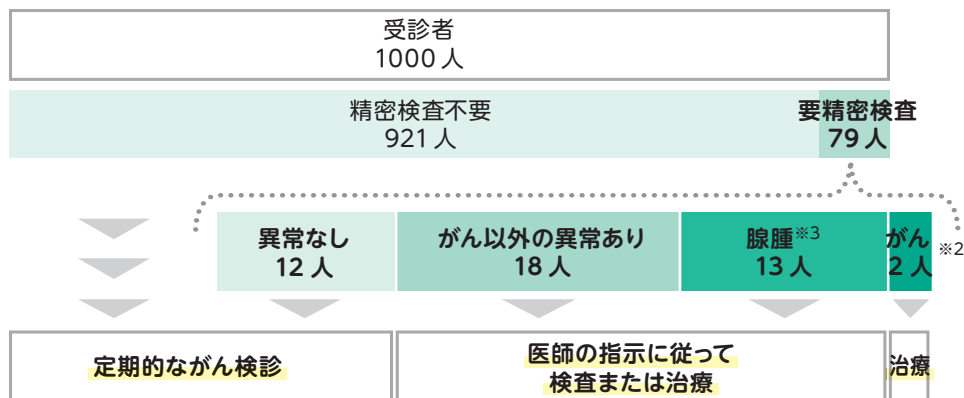 受診者
1000人
精密検査不要
921人
要精密検査
79人
異常なし
12人
がん以外の異常あり
18人
腺腫※3
13人
がん
2人
※2
定期的ながん検診
医師の指示に従って
検査または治療
治療